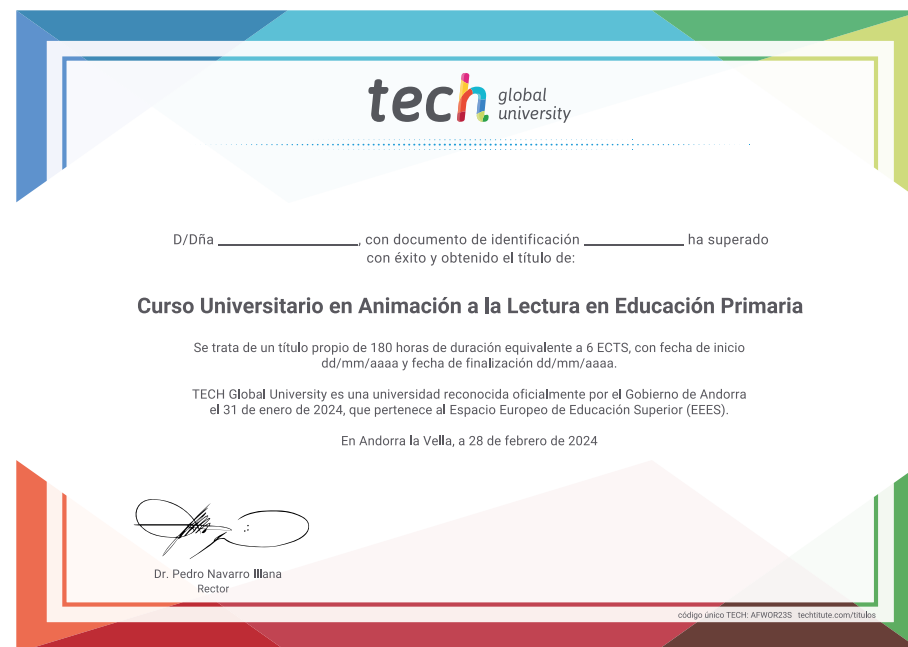 tech global university
D/Dña ____________________, con documento de identificación ______________ ha superado
con éxito y obtenido el título de:
Curso Universitario en Animación a la Lectura en Educación Primaria
Se trata de un título propio de 180 horas de duración equivalente a 6 ECTS, con fecha de inicio
dd/mm/aaaa y fecha de finalización dd/mm/aaaa.
TECH Global University es una universidad reconocida oficialmente por el Gobierno de Andorra
el 31 de enero de 2024, que pertenece al Espacio Europeo de Educación Superior (EEES).
En Andorra la Vella, a 28 de febrero de 2024
Dr. Pedro Navarro Illana
Rector
código único TECH: AFWOR23S techtitute.com/titulos